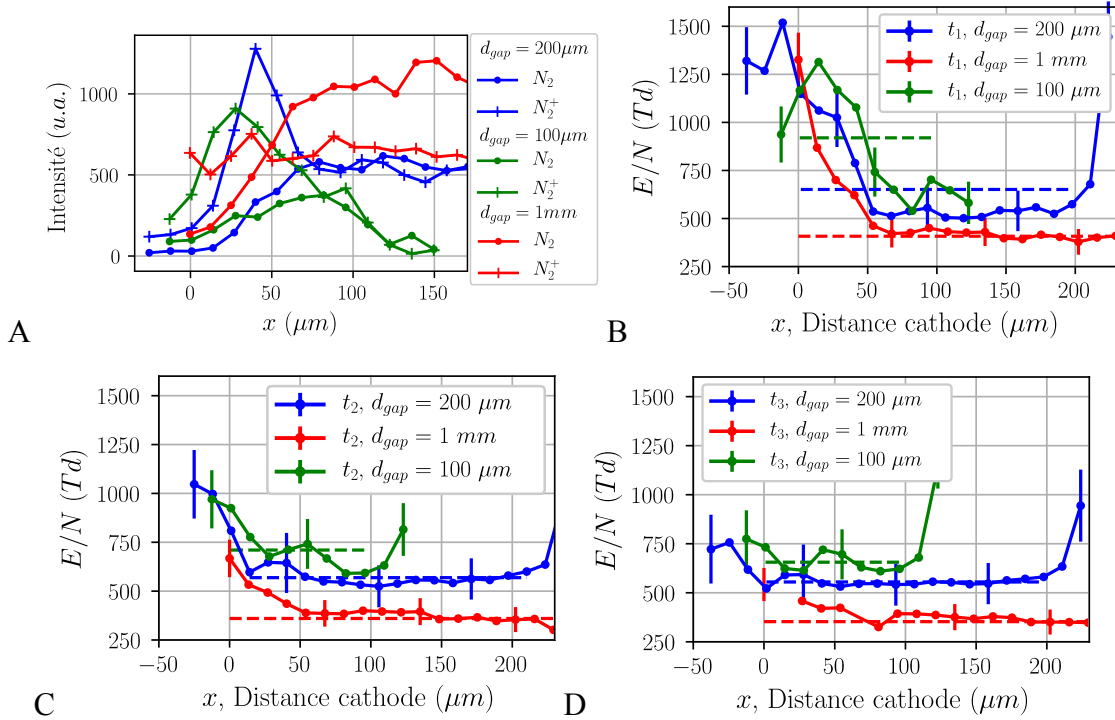 1000
500
0
Intensité (u.a.)
0
50
100
150
x (μm)
d_gap = 200μm
N_2
N_2^+
d_gap = 100μm
N_2
N_2^+
d_gap = 1mm
N_2
N_2^+
A
1500
1250
1000
750
500
250
E/N (Td)
t_1, d_gap = 200 μm
t_1, d_gap = 1 mm
t_1, d_gap = 100 μm
−50
0
50
100
150
200
x, Distance cathode (μm)
B
1500
1250
1000
750
500
250
E/N (Td)
t_2, d_gap = 200 μm
t_2, d_gap = 1 mm
t_2, d_gap = 100 μm
−50
0
50
100
150
200
x, Distance cathode (μm)
C
1500
1250
1000
750
500
250
E/N (Td)
t_3, d_gap = 200 μm
t_3, d_gap = 1 mm
t_3, d_gap = 100 μm
−50
0
50
100
150
200
x, Distance cathode (μm)
D